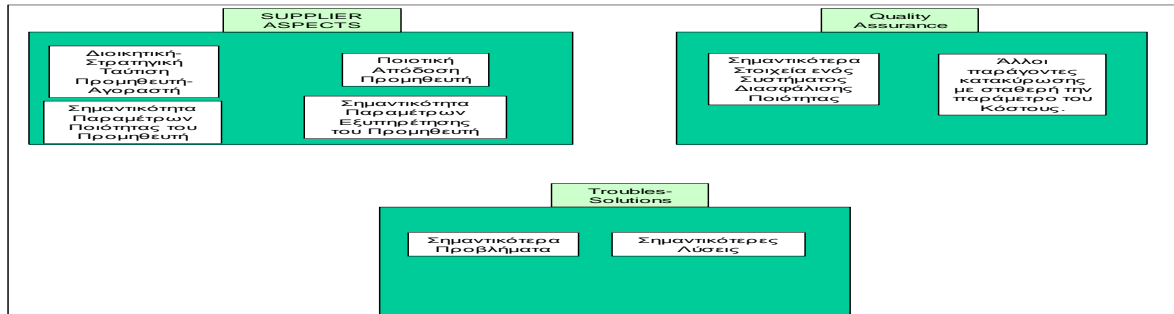 SUPPLIER
ASPECTS
Διοικητική-
Στρατηγική
Ταύτιση
Προμηθευτή-
Αγοραστή
Ποιοτική
Απόδοση
Προμηθευτή
Σημαντικότητα
Παραμέτρων
Ποιότητας του
Προμηθευτή
Σημαντικότητα
Παραμέτρων
Εξυπηρέτησης
του Προμηθευτή
Quality
Assurance
Σημαντικότερα
Στοιχεία ενός
Συστήματος
Διασφάλισης
Ποιότητας
Άλλοι
παράγοντες
κατακύρωσης
με σταθερή την
παράμετρο του
Κόστους.
Troubles-
Solutions
Σημαντικότερα
Προβλήματα
Σημαντικότερες
Λύσεις